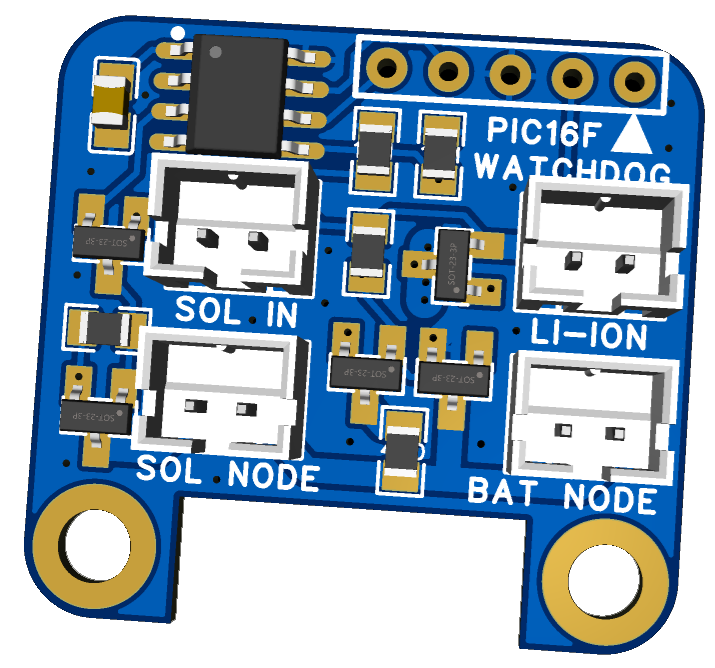 PIC16F
WATCHDOG
SOT-23-3P
SOT-23-3P
SOL IN
LI-ION
SOT-23-3P
SOT-23-3P
SOT-23-3P
SOL NODE
BAT NODE